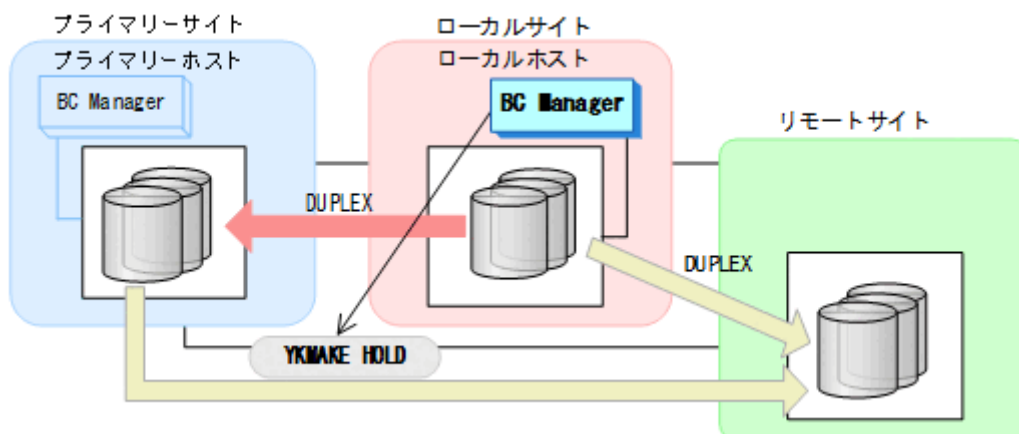 プライマリーサイト
プライマリーホスト
BC Manager
ローカルサイト
ローカルホスト
BC Manager
リモートサイト
DUPLEX
DUPLEX
YKMAKE HOLD